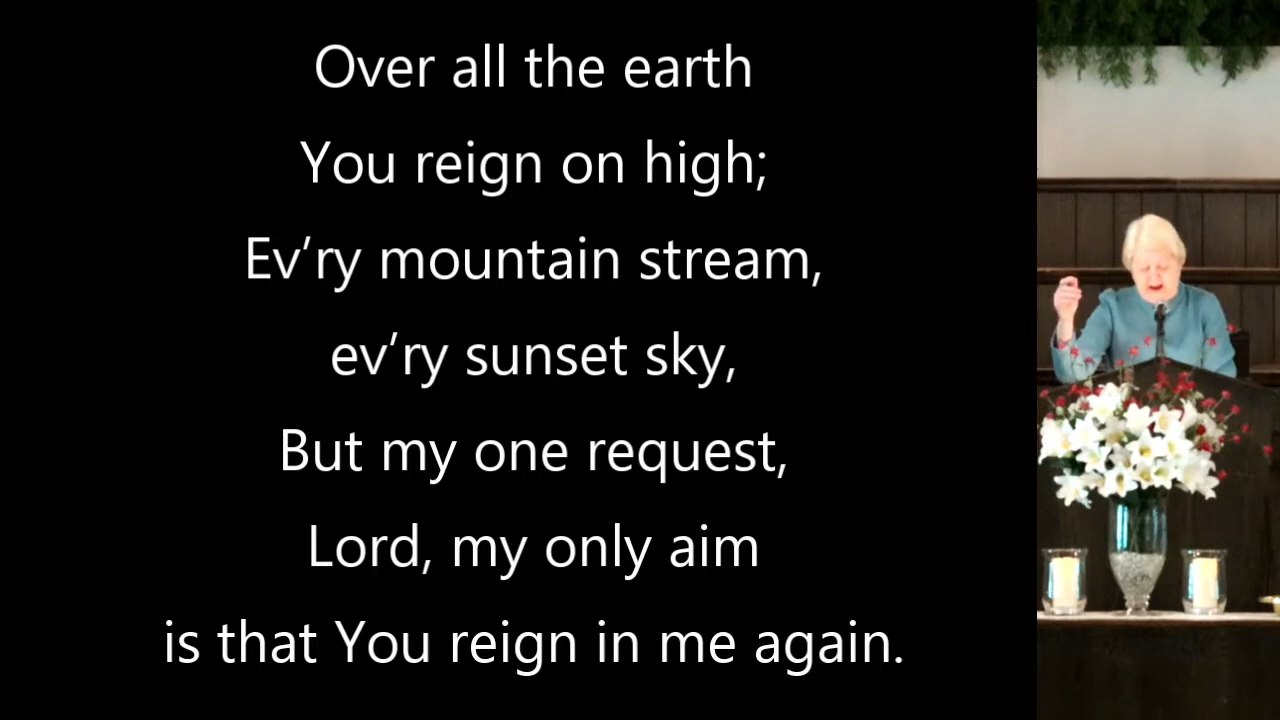 Over all the earth
You reign on high;
Ev’ry mountain stream,
ev’ry sunset sky,
But my one request,
Lord, my only aim
is that You reign in me again.